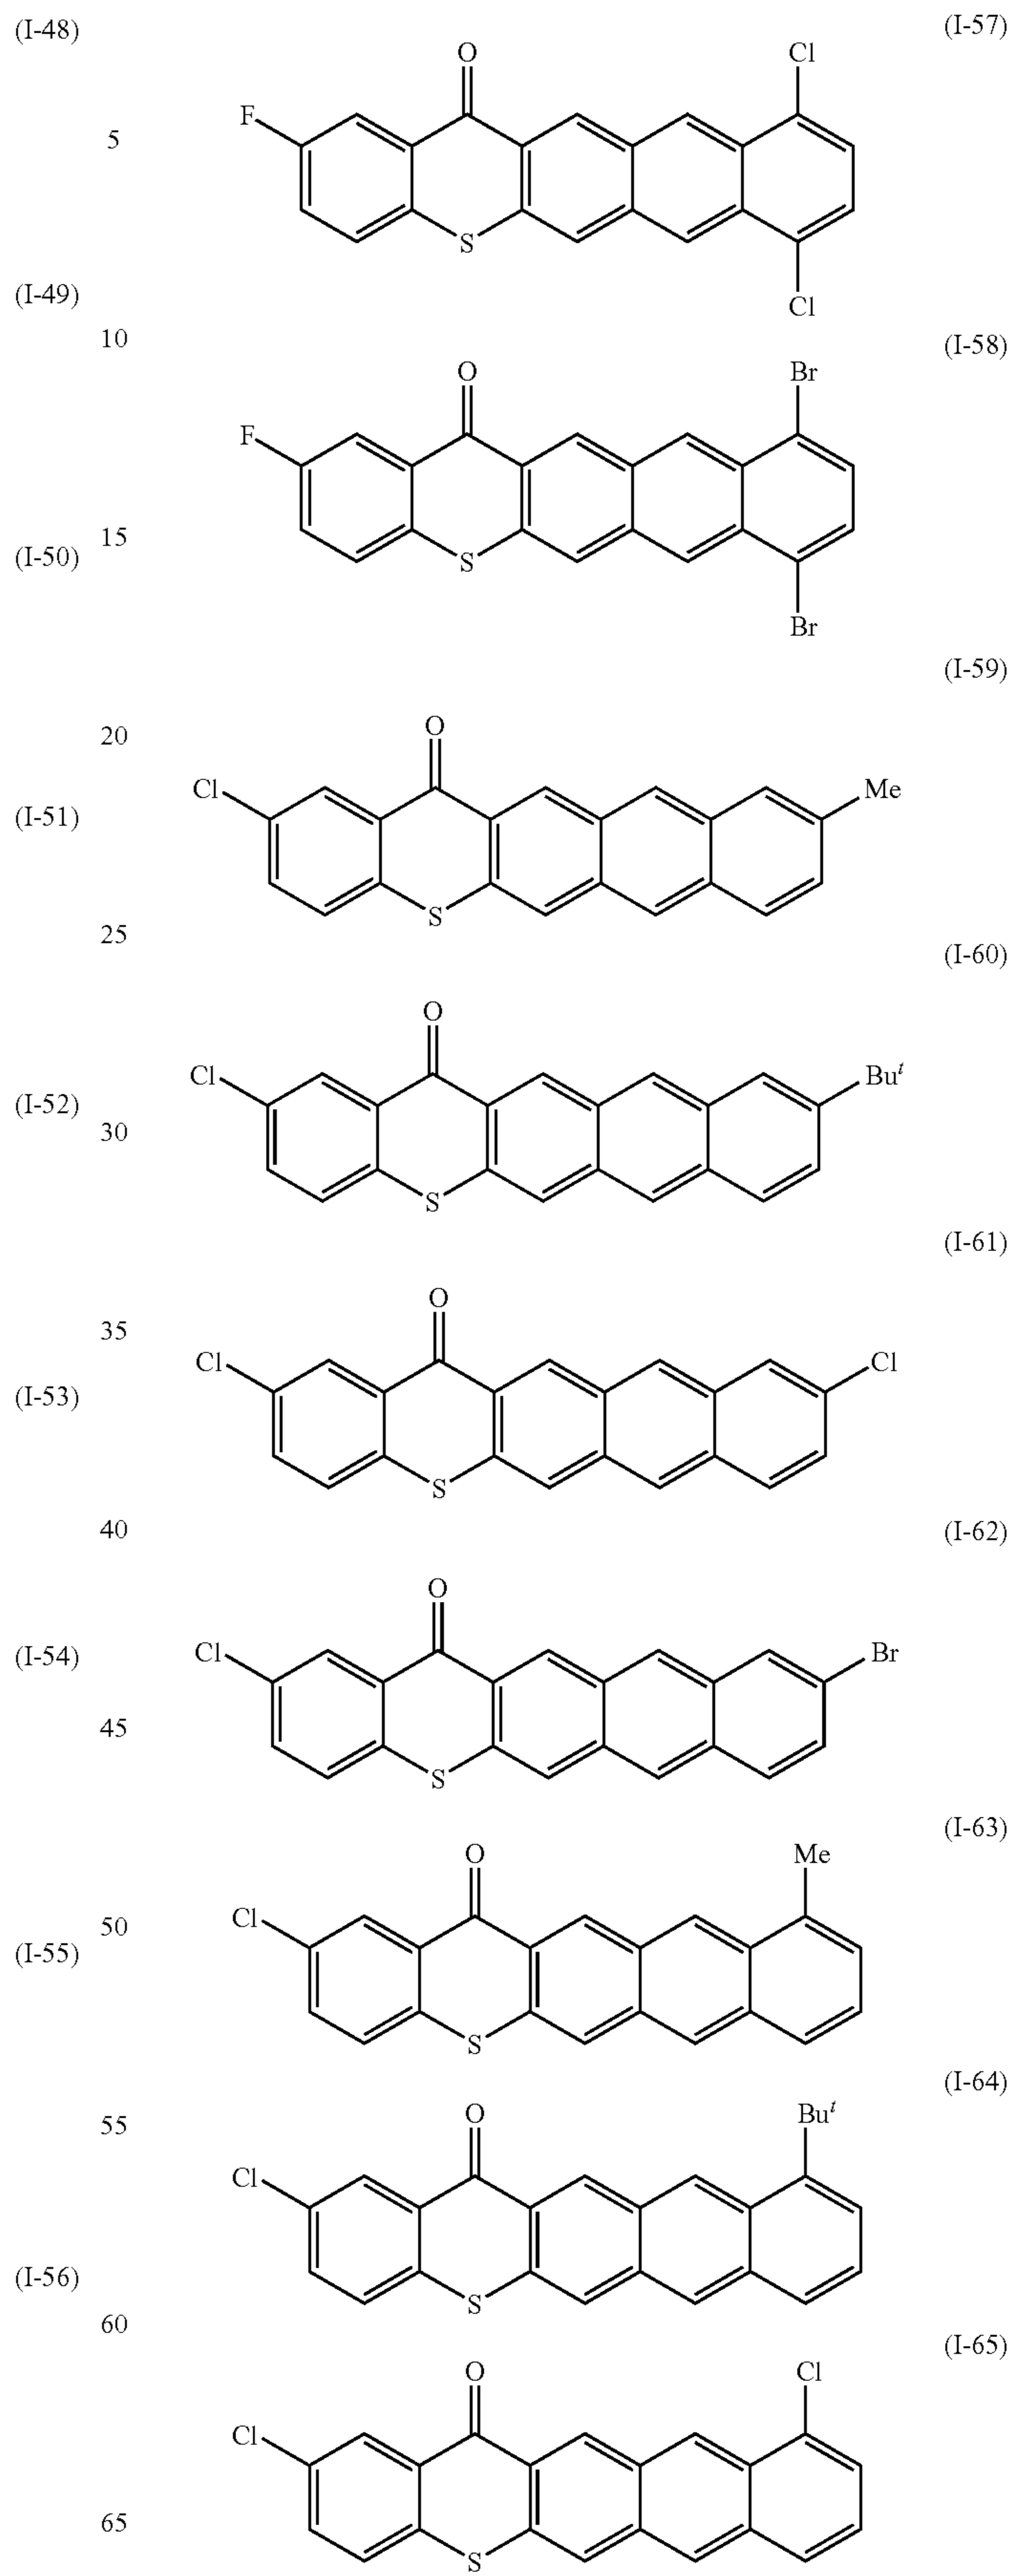 (I-48)
(I-57)
O
Cl
F
5
S
Cl
(I-49)
10
(I-58)
O
Br
F
15
(I-50)
S
Br
(I-59)
20
O
Cl
Me
(I-51)
S
25
(I-60)
O
Cl
Buᵗ
(I-52)
30
S
(I-61)
O
35
Cl
Cl
(I-53)
S
40
(I-62)
O
Cl
Br
(I-54)
45
S
(I-63)
O
Me
Cl
50
(I-55)
S
(I-64)
O
Buᵗ
55
Cl
(I-56)
S
60
(I-65)
O
Cl
Cl
65
S